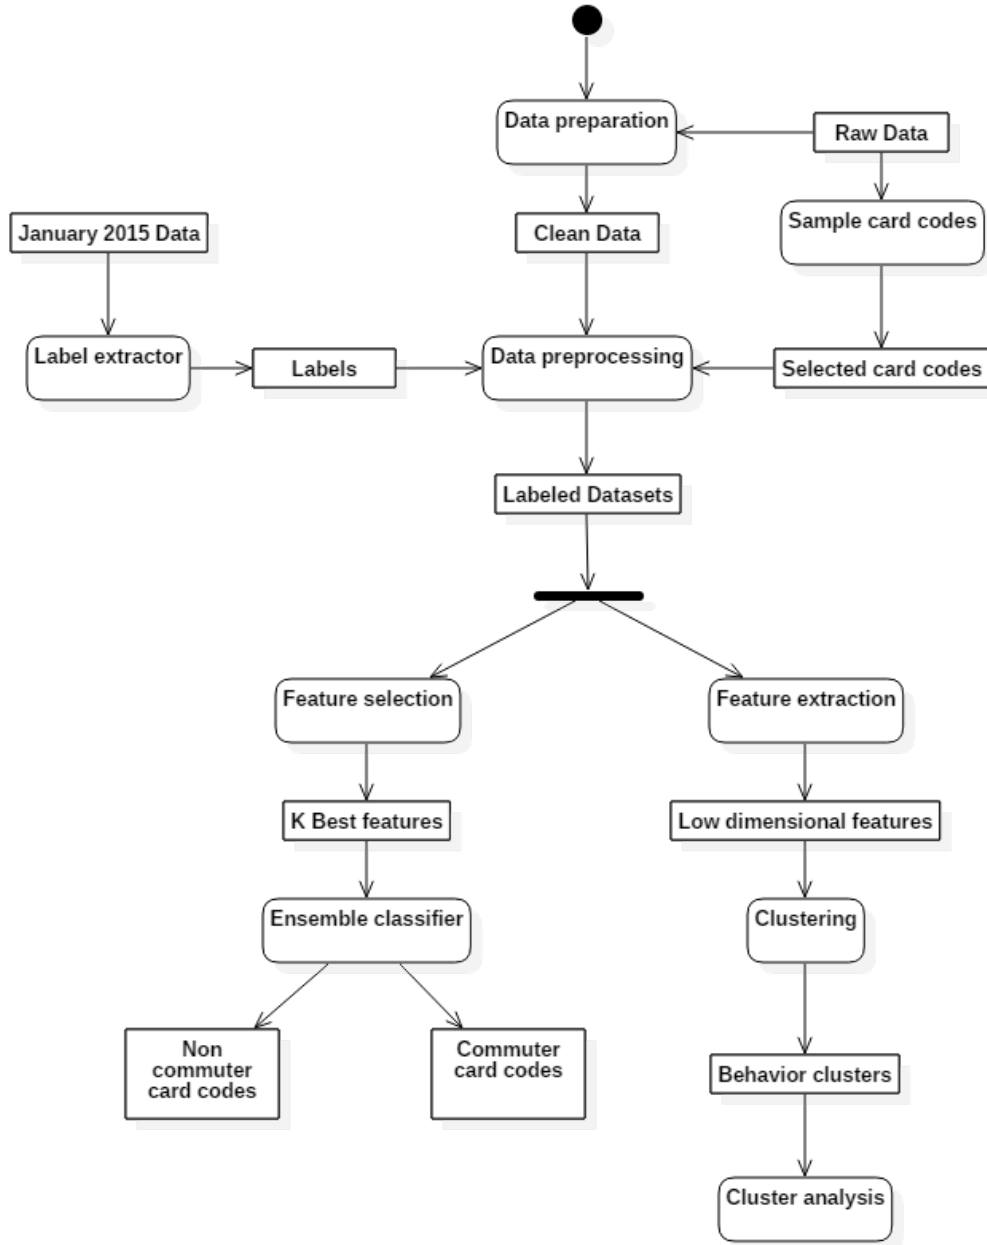 Data preparation
Raw Data
January 2015 Data
Clean Data
Sample card codes
Label extractor
Labels
Data preprocessing
Selected card codes
Labeled Datasets
Feature selection
Feature extraction
K Best features
Low dimensional features
Ensemble classifier
Clustering
Non
commuter
card codes
Commuter
card codes
Behavior clusters
Cluster analysis